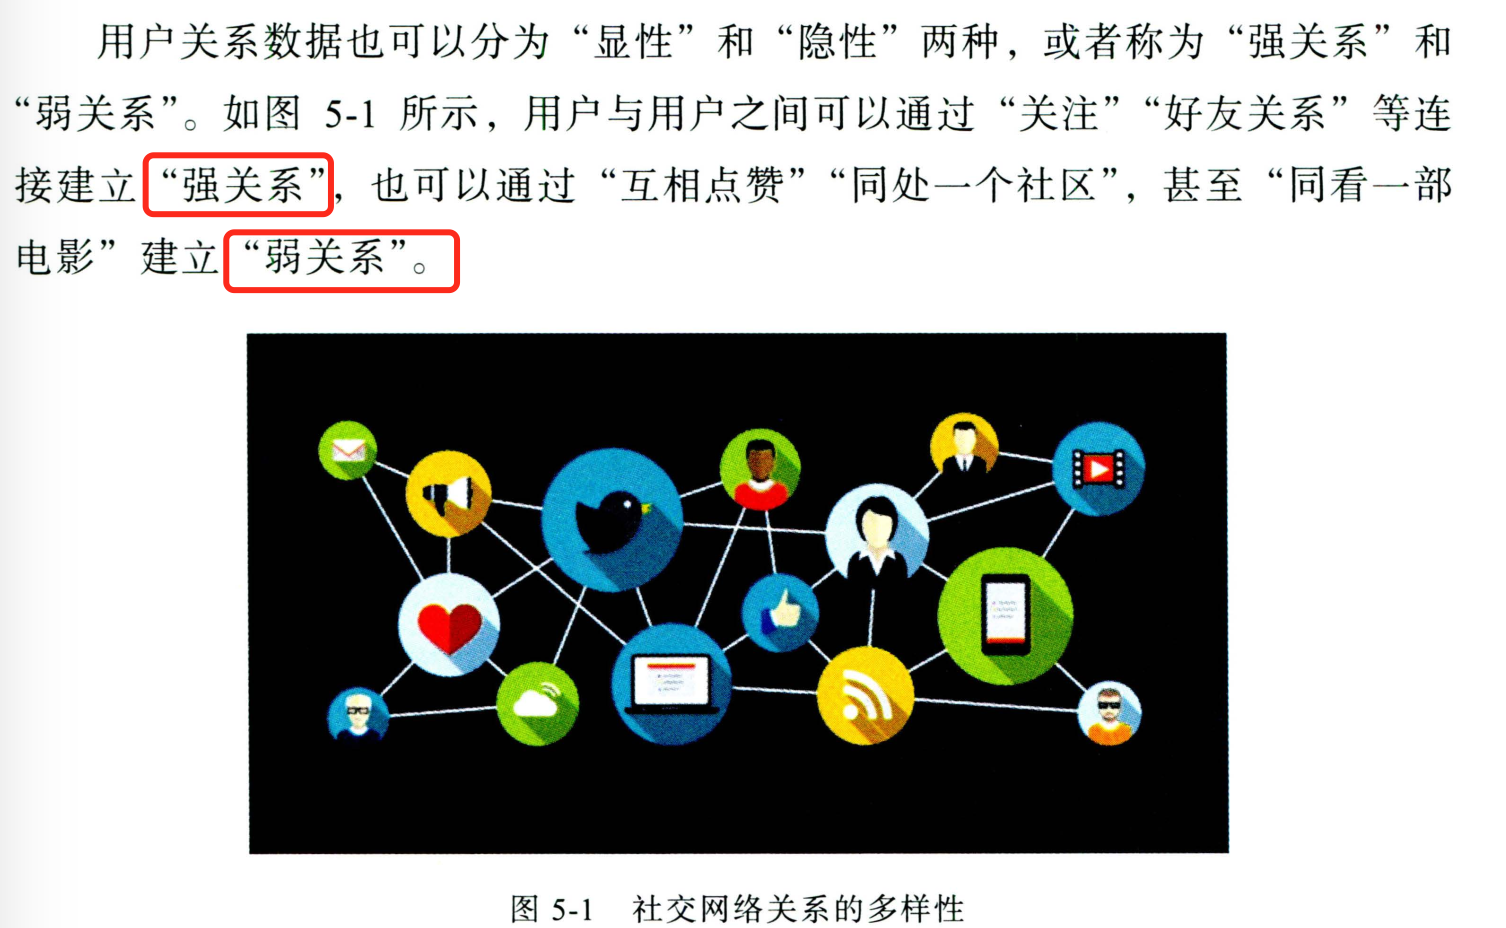 用户关系数据也可以分为“显性”和“隐性”两种，或者称为“强关系”和
“弱关系”。如图 5-1 所示，用户与用户之间可以通过“关注”“好友关系”等连
接建立“强关系”，也可以通过“互相点赞”“同处一个社区”，甚至“同看一部
电影”建立“弱关系”。
图 5-1 社交网络关系的多样性